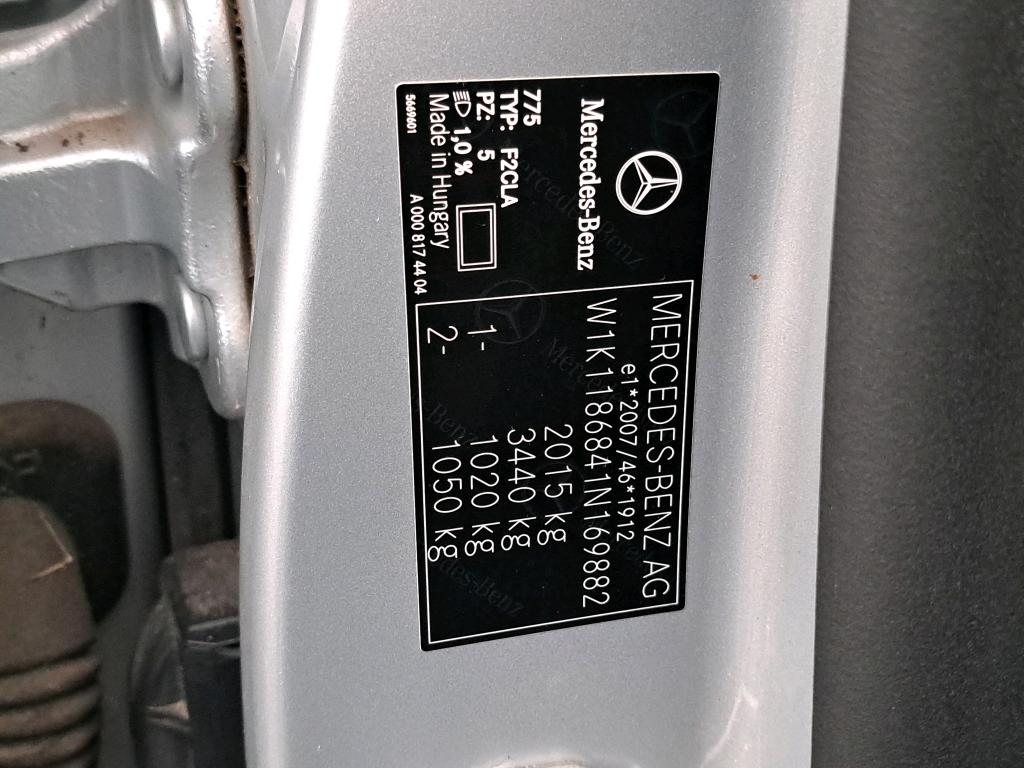 Mercedes-Benz
775
TYP: F2CLA
PZ: 5
1,0 %
Made in Hungary
5669601
A 000 817 44 04
MERCEDES-BENZ AG
e1*2007/46*1912
W1K1186841N169882
2015 kg
3440 kg
1- 1020 kg
2- 1050 kg